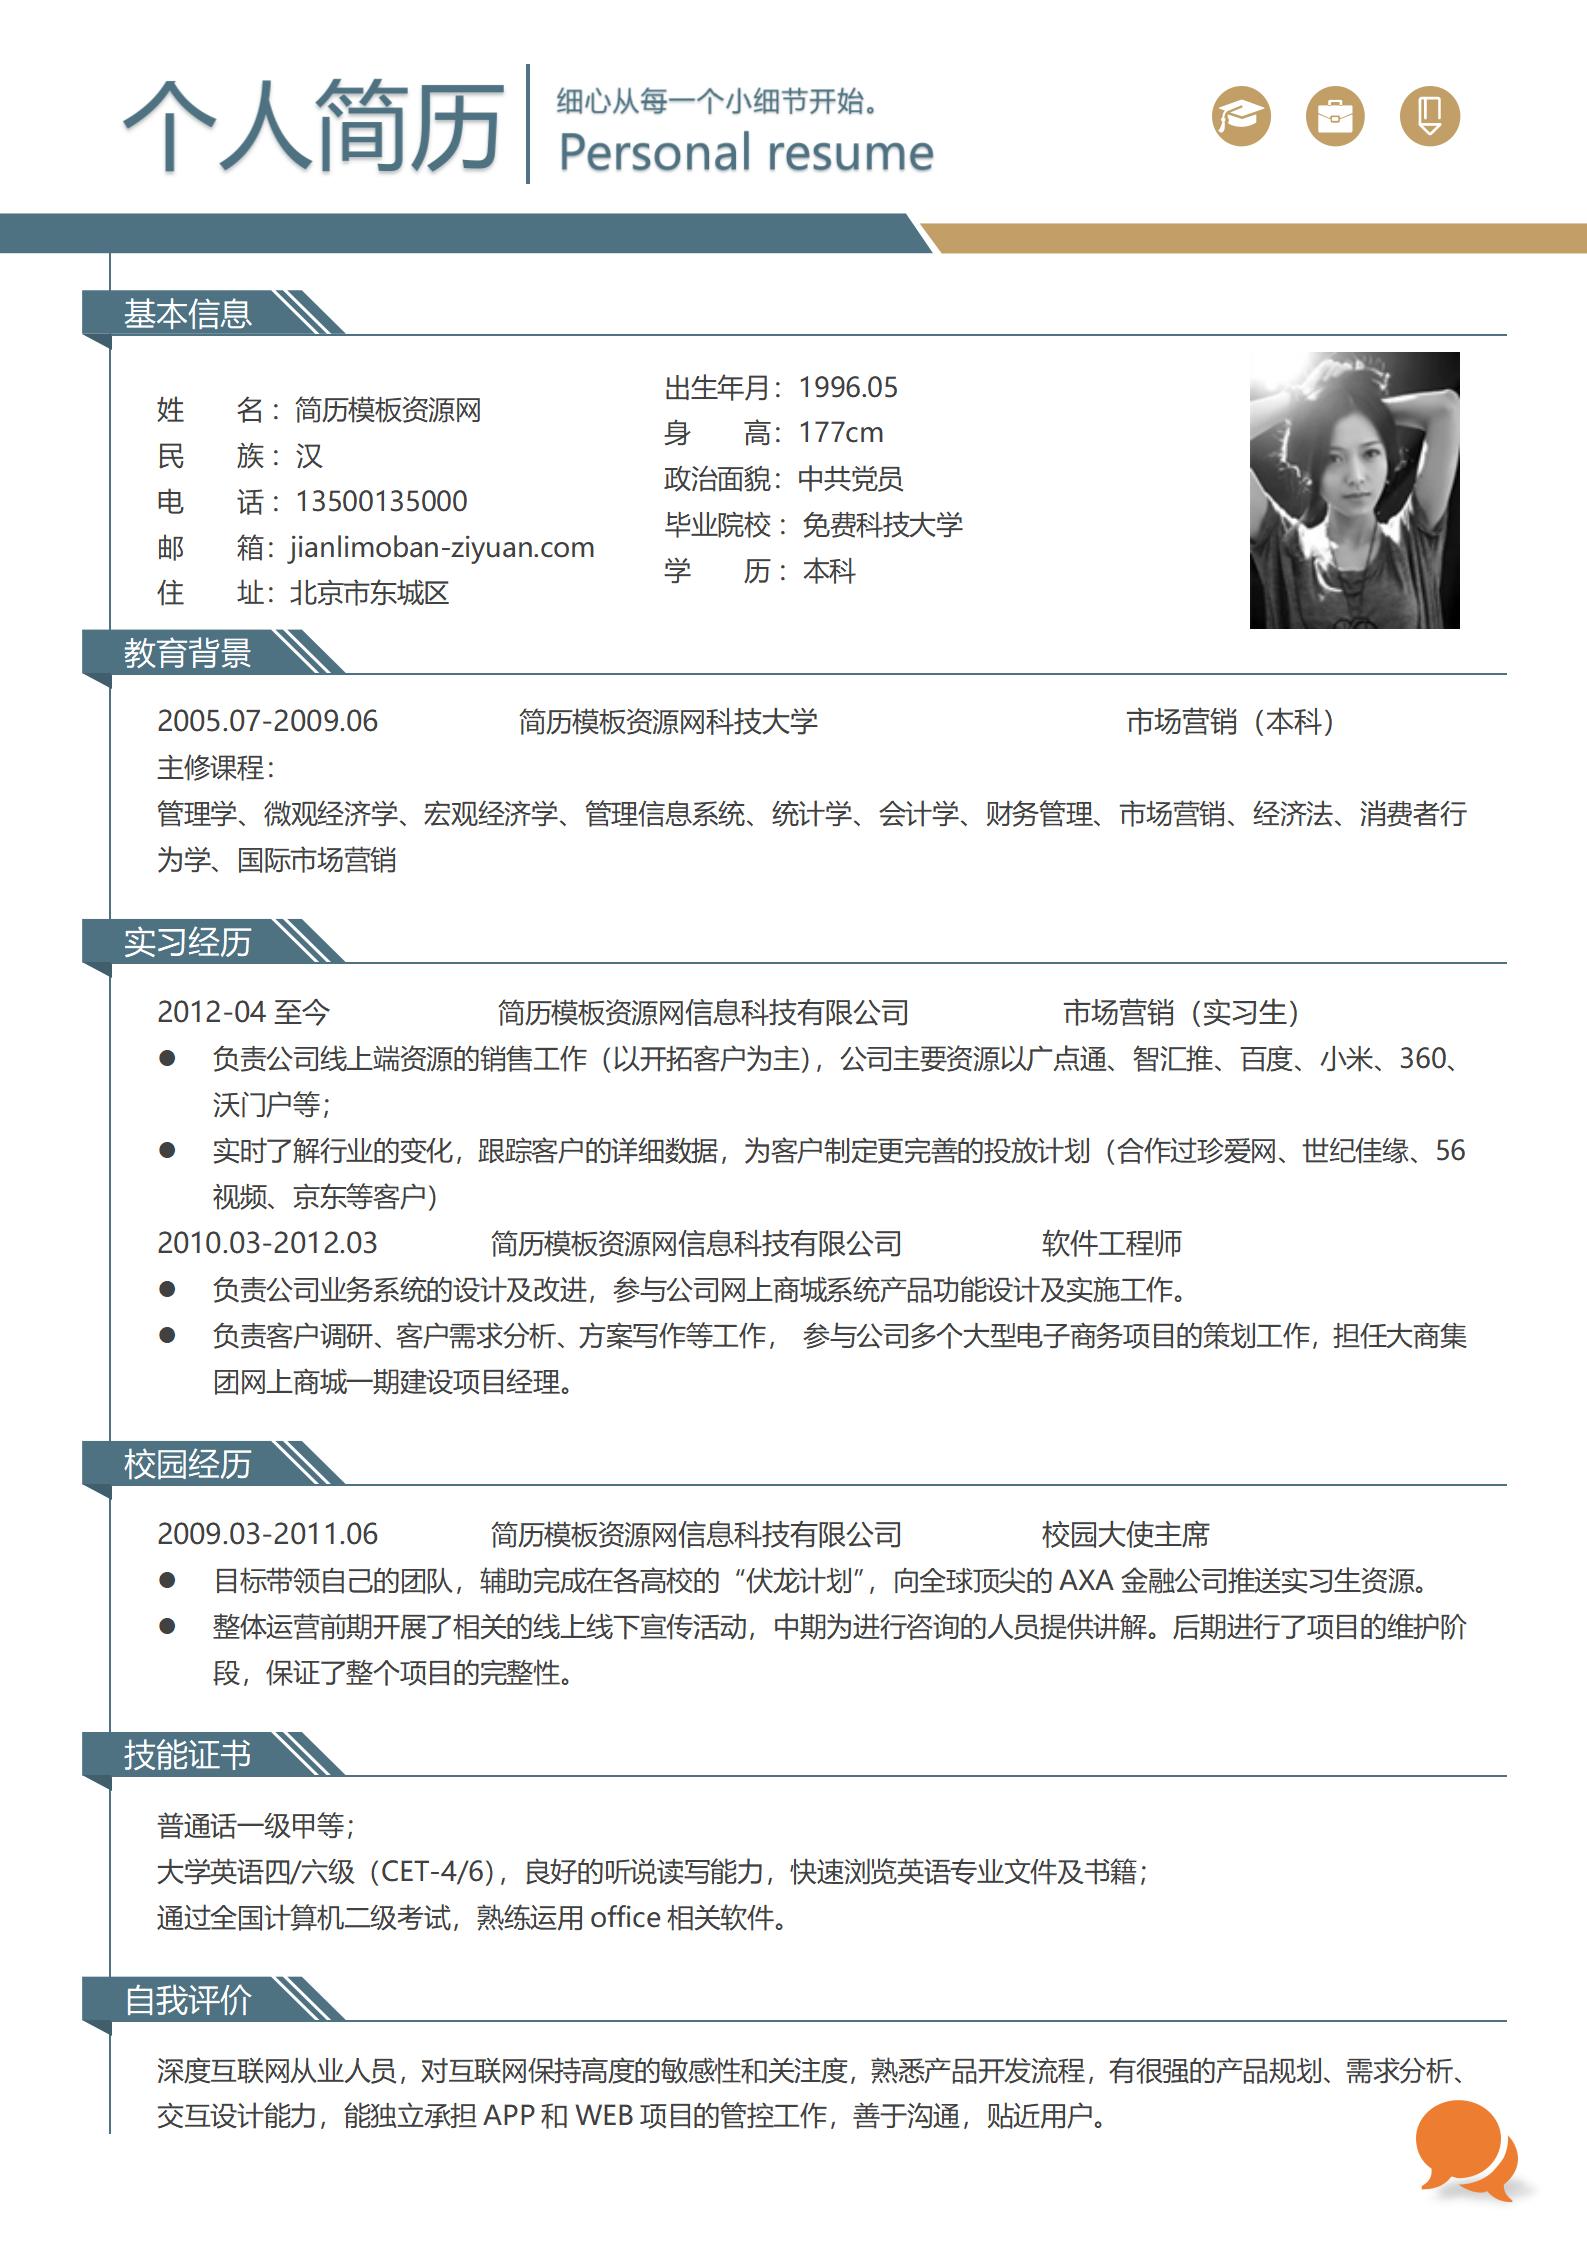 个人简历
细心从每一个小细节开始。
Personal resume
基本信息
姓 名：简历模板资源网
民 族：汉
电 话：13500135000
邮 箱：jianlimoban-ziyuan.com
住 址：北京市东城区
出生年月：1996.05
身 高：177cm
政治面貌：中共党员
毕业院校：免费科技大学
学 历：本科
教育背景
2005.07-2009.06 简历模板资源网科技大学 市场营销（本科）
主修课程：
管理学、微观经济学、宏观经济学、管理信息系统、统计学、会计学、财务管理、市场营销、经济法、消费者行
为学、国际市场营销
实习经历
2012-04 至今 简历模板资源网信息科技有限公司 市场营销（实习生）
● 负责公司线上端资源的销售工作（以开拓客户为主），公司主要资源以广点通、智汇推、百度、小米、360、
沃门户等；
● 实时了解行业的变化，跟踪客户的详细数据，为客户制定更完善的投放计划（合作过珍爱网、世纪佳缘、56
视频、京东等客户）
2010.03-2012.03 简历模板资源网信息科技有限公司 软件工程师
● 负责公司业务系统的设计及改进，参与公司网上商城系统产品功能设计及实施工作。
● 负责客户调研、客户需求分析、方案写作等工作， 参与公司多个大型电子商务项目的策划工作，担任大商集
团网上商城一期建设项目经理。
校园经历
2009.03-2011.06 简历模板资源网信息科技有限公司 校园大使主席
● 目标带领自己的团队，辅助完成在各高校的“伏龙计划”，向全球顶尖的 AXA 金融公司推送实习生资源。
● 整体运营前期开展了相关的线上线下宣传活动，中期为进行咨询的人员提供讲解。后期进行了项目的维护阶
段，保证了整个项目的完整性。
技能证书
普通话一级甲等；
大学英语四/六级（CET-4/6），良好的听说读写能力，快速浏览英语专业文件及书籍；
通过全国计算机二级考试，熟练运用 office 相关软件。
自我评价
深度互联网从业人员，对互联网保持高度的敏感性和关注度，熟悉产品开发流程，有很强的产品规划、需求分析、
交互设计能力，能独立承担 APP 和 WEB 项目的管控工作，善于沟通，贴近用户。